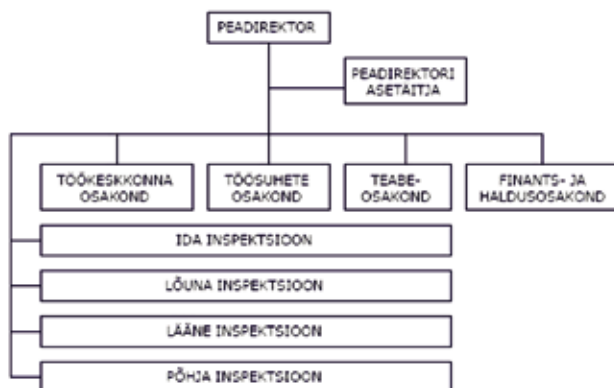 PEADIREKTOR
PEADIREKTORI
ASETÄITJA
TÖÖKESKKONNA
OSAKOND
TÖÖSUHETE
OSAKOND
TEABE-
OSAKOND
FINANTS- JA
HALDUSOSAKOND
IDA INSPEKTSIOON
LÕUNA INSPEKTSIOON
LÄÄNE INSPEKTSIOON
PÕHJA INSPEKTSIOON